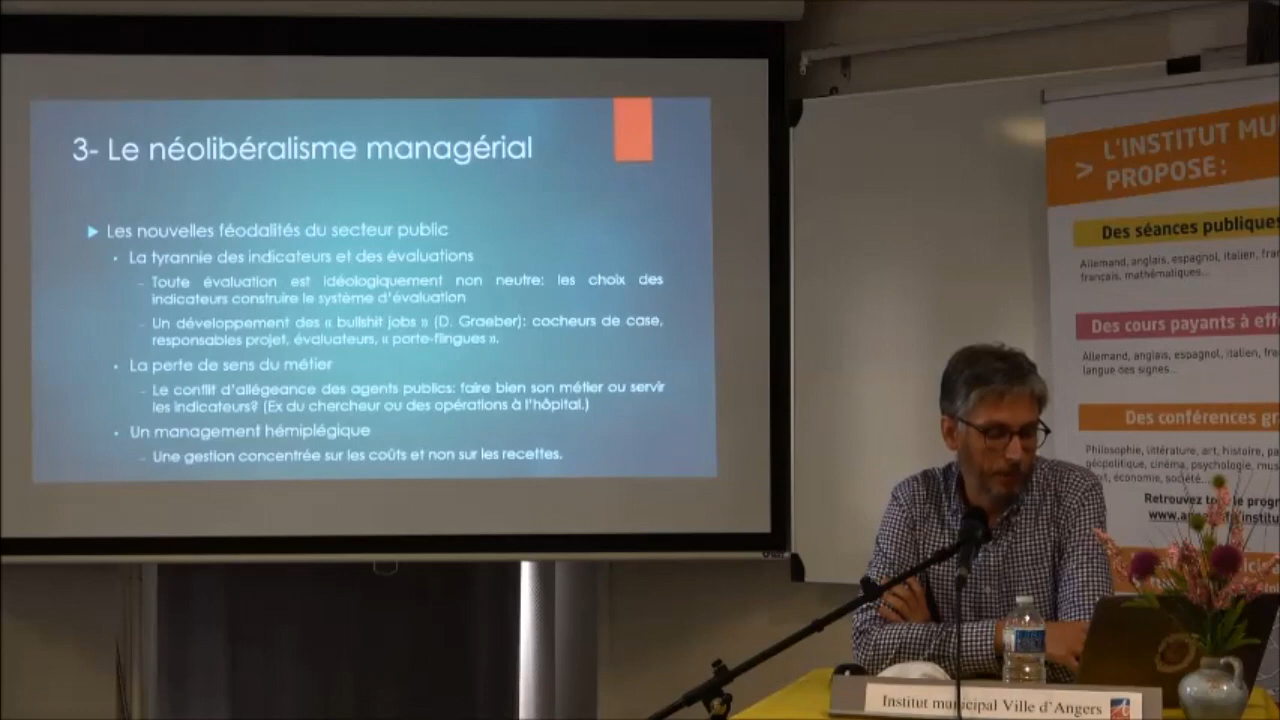 3- Le néolibéralisme managérial
Les nouvelles féodalités du secteur public
La tyrannie des indicateurs et des évaluations
Toute évaluation est idéologiquement non neutre: les choix des
indicateurs construire le système d'évaluation
Un développement des « bullshit jobs » (D. Graeber): cocheurs de case,
responsables projet, évaluateurs, « porte-flingues ».
La perte de sens du métier
Le conflit d'allégeance des agents publics: faire bien son métier ou servir
les indicateurs? (Ex du chercheur ou des opérations à l'hôpital.)
Un management hémiplégique
Une gestion concentrée sur les coûts et non sur les recettes.
> L'INSTITUT MU
PROPOSE :
Des séances publiques
Allemand, anglais, espagnol, italien, fra
français, mathématiques...
Des cours payants à eff
Allemand, anglais, espagnol, italien, fre
langue des signes...
Des conférences gr
Philosophie, littérature, art, histoire, pa
géopolitique, cinéma, psychologie, mus
économie, société...
Retrouvez le progr
Institut municipal Ville d'Angers